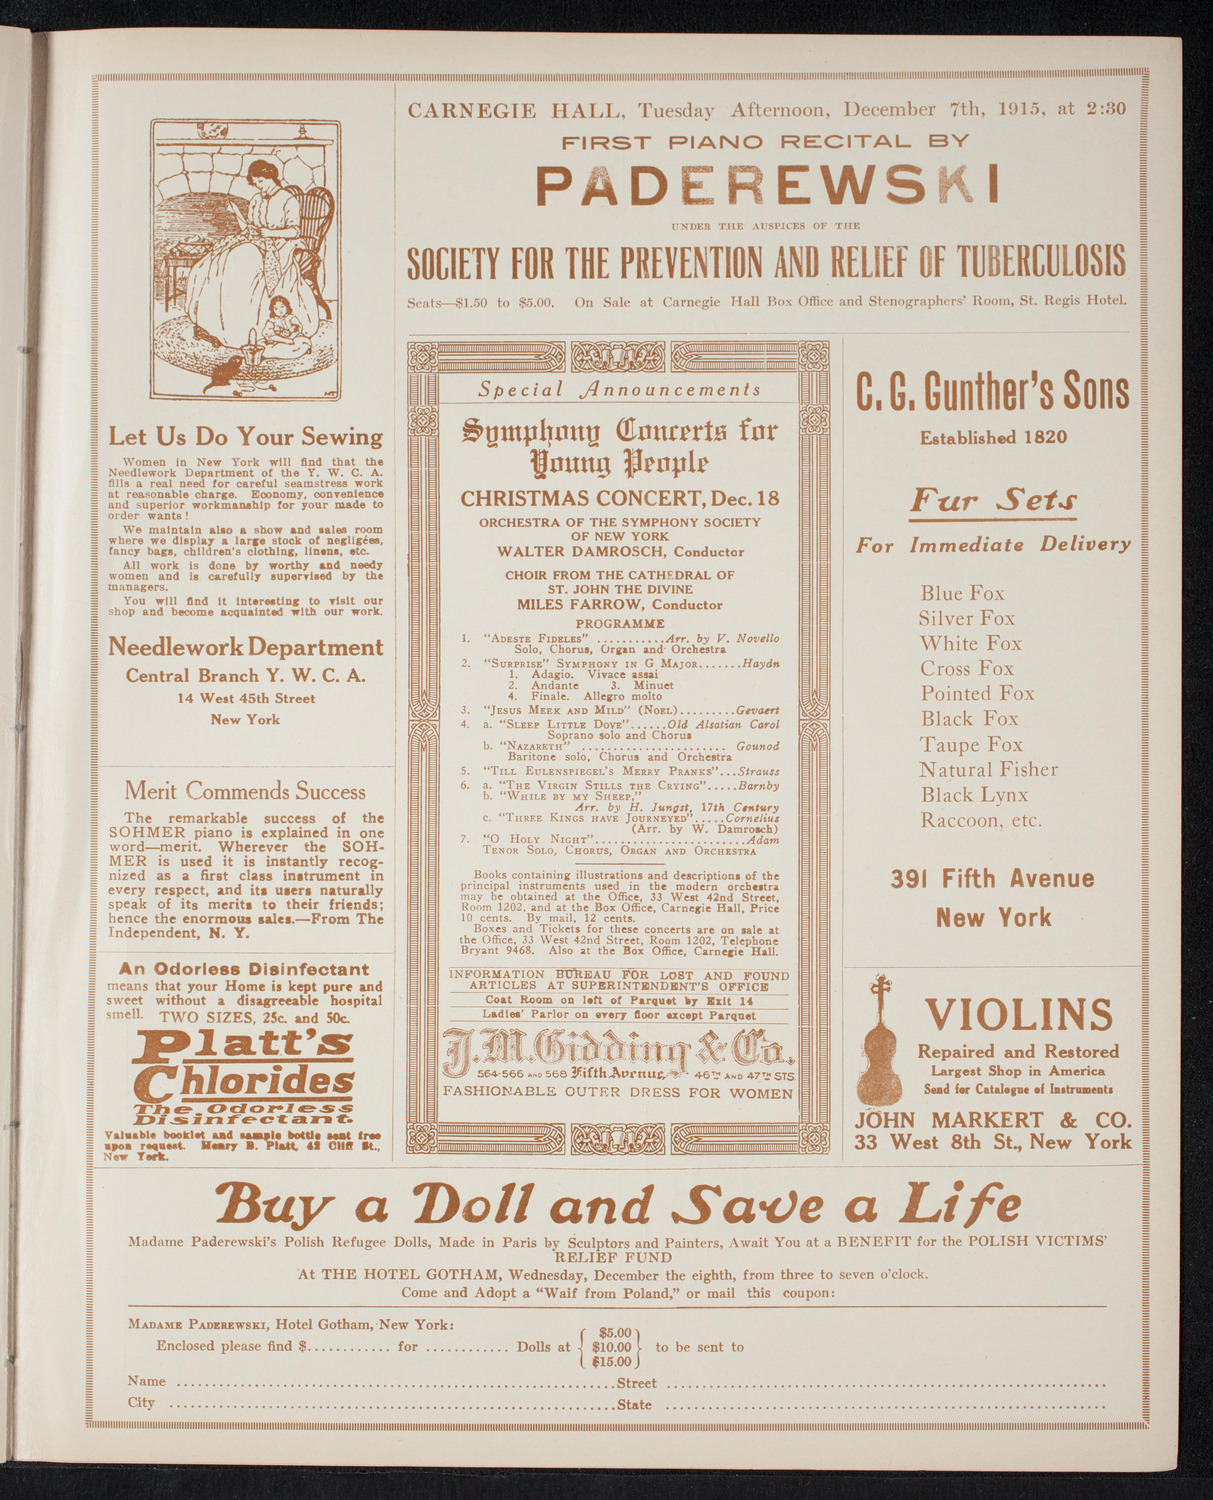 CARNEGIE HALL, Tuesday Afternoon, December 7th, 1915, at 2:30
FIRST PIANO RECITAL BY
PADEREWSKI
UNDER THE AUSPICES OF THE
SOCIETY FOR THE PREVENTION AND RELIEF OF TUBERCULOSIS
Seats—$1.50 to $5.00. On Sale at Carnegie Hall Box Office and Stenographers' Room, St. Regis Hotel.
Let Us Do Your Sewing
Women in New York will find that the
Needlework Department of the Y. W. C. A.
fills a real need for careful seamstress work
at reasonable charge. Economy, convenience
and superior workmanship for your made to
order wants!
We maintain also a show and sales room
where we display a large stock of negligées,
fancy bags, children's clothing, linens, etc.
All work is done by worthy and needy
women and is carefully supervised by the
managers.
You will find it interesting to visit our
shop and become acquainted with our work.
Needlework Department
Central Branch Y. W. C. A.
14 West 45th Street
New York
Merit Commends Success
The remarkable success of the
SOHMER piano is explained in one
word—merit. Wherever the SOH-
MER is used it is instantly recog-
nized as a first class instrument in
every respect, and its users naturally
speak of its merits to their friends;
hence the enormous sales.—From The
Independent, N. Y.
An Odorless Disinfectant
means that your Home is kept pure and
sweet without a disagreeable hospital
smell. TWO SIZES, 25c. and 50c.
Platt's
Chlorides
The Odorless
Disinfectant.
Valuable booklet and sample bottle sent free
upon request. Henry B. Platt, 42 Cliff St.,
New York.
Special Announcements
Symphony Concerts for
Young People
CHRISTMAS CONCERT, Dec. 18
ORCHESTRA OF THE SYMPHONY SOCIETY
OF NEW YORK
WALTER DAMROSCH, Conductor
CHOIR FROM THE CATHEDRAL OF
ST. JOHN THE DIVINE
MILES FARROW, Conductor
PROGRAMME
1. "ADESTE FIDELES" ...........Arr. by V. Novello
Solo, Chorus, Organ and Orchestra
2. "SURPRISE" SYMPHONY IN G MAJOR.......Haydn
1. Adagio. Vivace assai
2. Andante 3. Minuet
4. Finale. Allegro molto
3. "JESUS MEEK AND MILD" (NOEL).........Gevaert
4. a. "SLEEP LITTLE DOVE"......Old Alsatian Carol
Soprano solo and Chorus
b. "NAZARETH" ...................... Gounod
Baritone solo, Chorus and Orchestra
5. "TILL EULENSPIEGEL'S MERRY PRANKS"...Strauss
6. a. "THE VIRGIN STILLS THE CRYING".....Barnby
b. "WHILE BY MY SHEEP,"
Arr. by H. Jungst, 17th Century
c. "THREE KINGS HAVE JOURNEYED".....Cornelius
(Arr. by W. Damrosch)
7. "O HOLY NIGHT".......................Adam
TENOR SOLO, CHORUS, ORGAN AND ORCHESTRA
Books containing illustrations and descriptions of the
principal instruments used in the modern orchestra
may be obtained at the Office, 33 West 42nd Street,
Room 1202, and at the Box Office, Carnegie Hall, Price
10 cents. By mail, 12 cents.
Boxes and Tickets for these concerts are on sale at
the Office, 33 West 42nd Street, Room 1202, Telephone
Bryant 9468. Also at the Box Office, Carnegie Hall.
INFORMATION BUREAU FOR LOST AND FOUND
ARTICLES AT SUPERINTENDENT'S OFFICE
Coat Room on left of Parquet by Exit 14
Ladies' Parlor on every floor except Parquet
J.M. Gidding & Co.
564-566 AND 568 Fifth Avenue, 46TH AND 47TH STS.
FASHIONABLE OUTER DRESS FOR WOMEN
C. G. Gunther's Sons
Established 1820
Fur Sets
For Immediate Delivery
Blue Fox
Silver Fox
White Fox
Cross Fox
Pointed Fox
Black Fox
Taupe Fox
Natural Fisher
Black Lynx
Raccoon, etc.
391 Fifth Avenue
New York
VIOLINS
Repaired and Restored
Largest Shop in America
Send for Catalogue of Instruments
JOHN MARKERT & CO.
33 West 8th St., New York
Buy a Doll and Save a Life
Madame Paderewski's Polish Refugee Dolls, Made in Paris by Sculptors and Painters, Await You at a BENEFIT for the POLISH VICTIMS'
RELIEF FUND
At THE HOTEL GOTHAM, Wednesday, December the eighth, from three to seven o'clock.
Come and Adopt a "Waif from Poland," or mail this coupon:
MADAME PADEREWSKI, Hotel Gotham, New York:
Enclosed please find $............ for ............ Dolls at { $5.00 $10.00 $15.00 } to be sent to
Name ........................................Street ........................................
City ........................................State ........................................